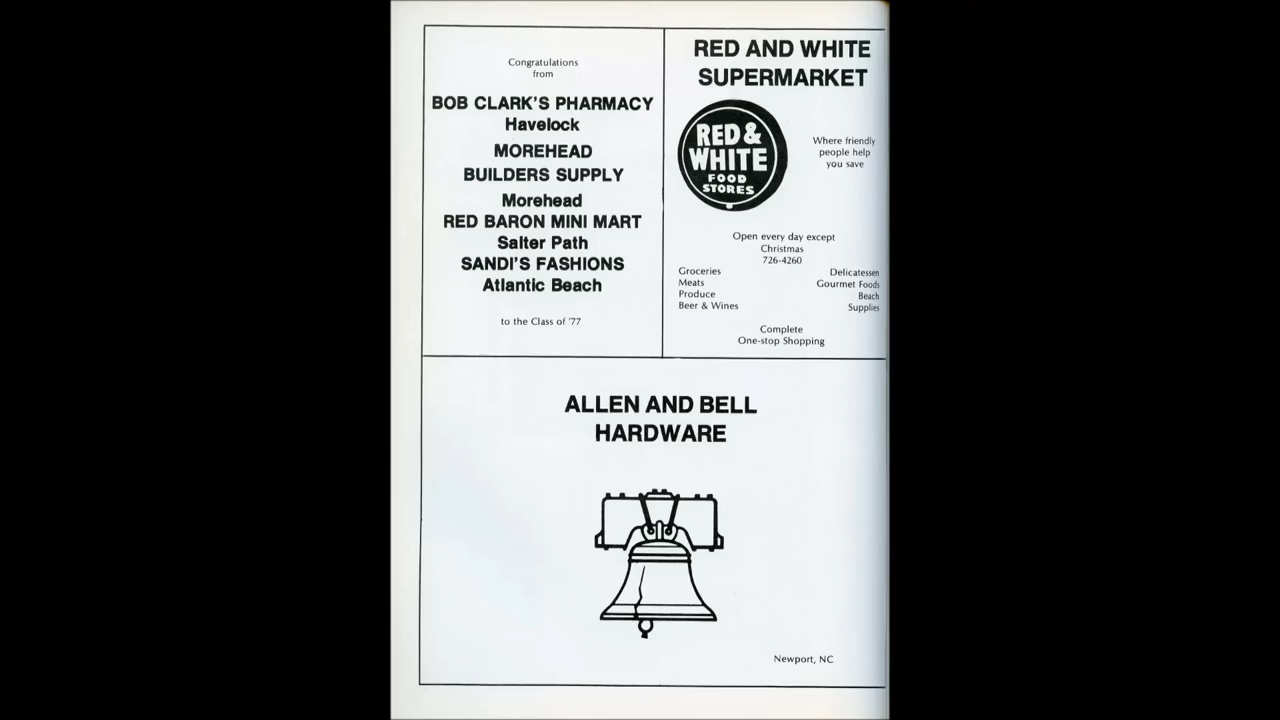 Congratulations
from
BOB CLARK'S PHARMACY
Havelock
MOREHEAD
BUILDERS SUPPLY
Morehead
RED BARON MINI MART
Salter Path
SANDI'S FASHIONS
Atlantic Beach
to the Class of '77
RED AND WHITE
SUPERMARKET
RED &
WHITE
FOOD
STORES
Where friendly
people help
you save
Open every day except
Christmas
726-4260
Groceries
Meats
Produce
Beer & Wines
Delicatessen
Gourmet Foods
Beach
Supplies
Complete
One-stop Shopping
ALLEN AND BELL
HARDWARE
Newport, NC